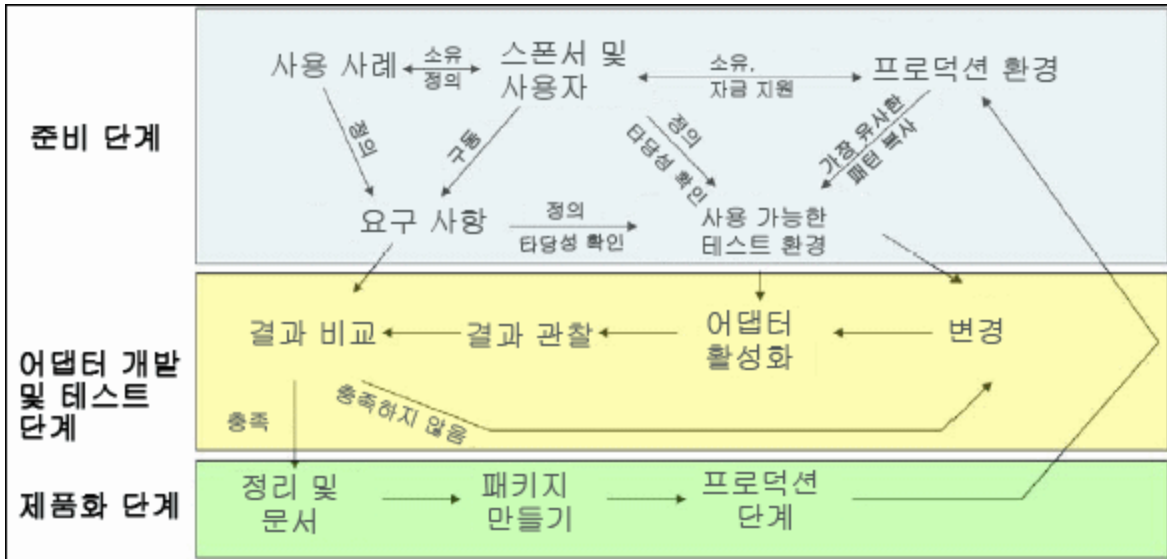 준비 단계
사용 사례
소유
정의
스폰서 및
사용자
소유,
자금 지원
프로덕션 환경
정의
구동
정의
타당성 확인
가장 유사한
패턴 복사
요구 사항
정의
타당성 확인
사용 가능한
테스트 환경
어댑터 개발
및 테스트
단계
결과 비교
결과 관찰
어댑터
활성화
변경
충족
충족하지 않음
제품화 단계
정리 및
문서
패키지
만들기
프로덕션
단계